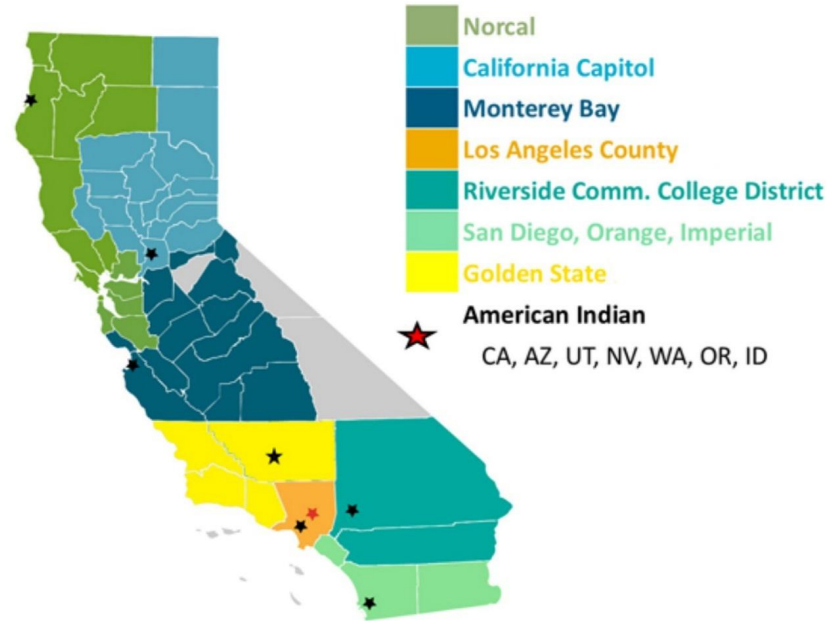 Norcal
California Capitol
Monterey Bay
Los Angeles County
Riverside Comm. College District
San Diego, Orange, Imperial
Golden State
American Indian
CA, AZ, UT, NV, WA, OR, ID